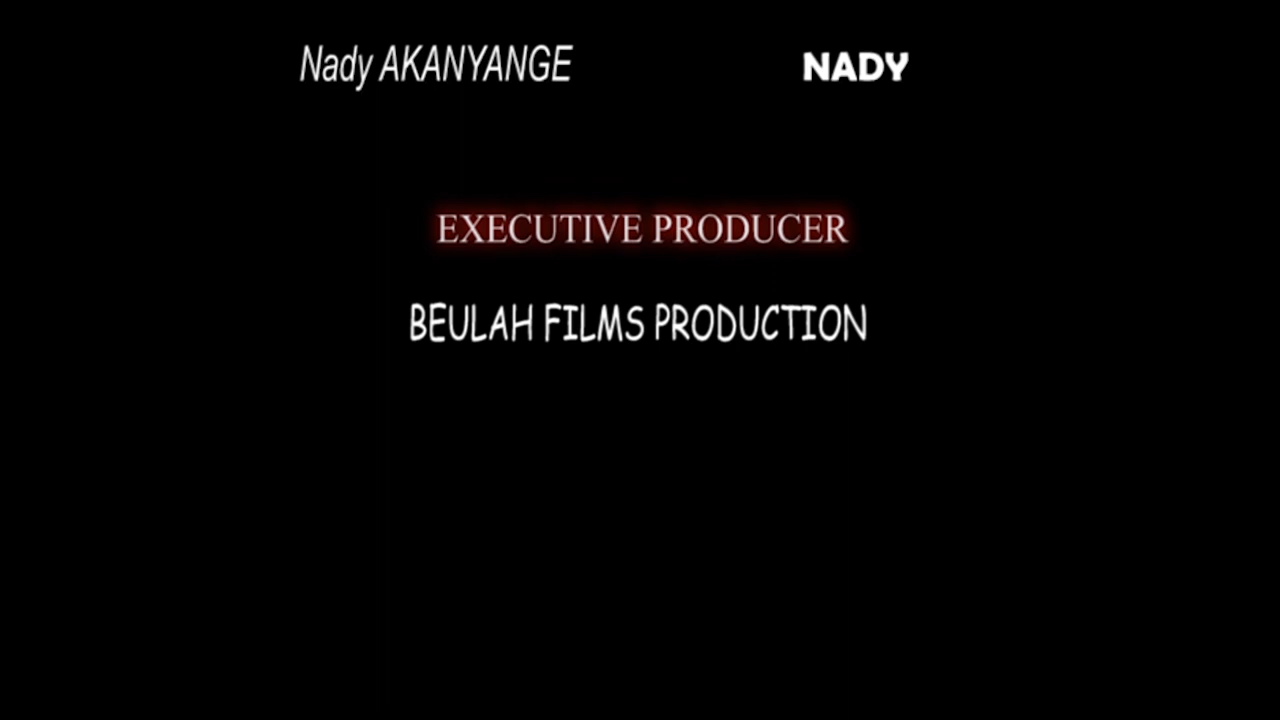 Nady AKANYANGE NADY
EXECUTIVE PRODUCER
BEULAH FILMS PRODUCTION